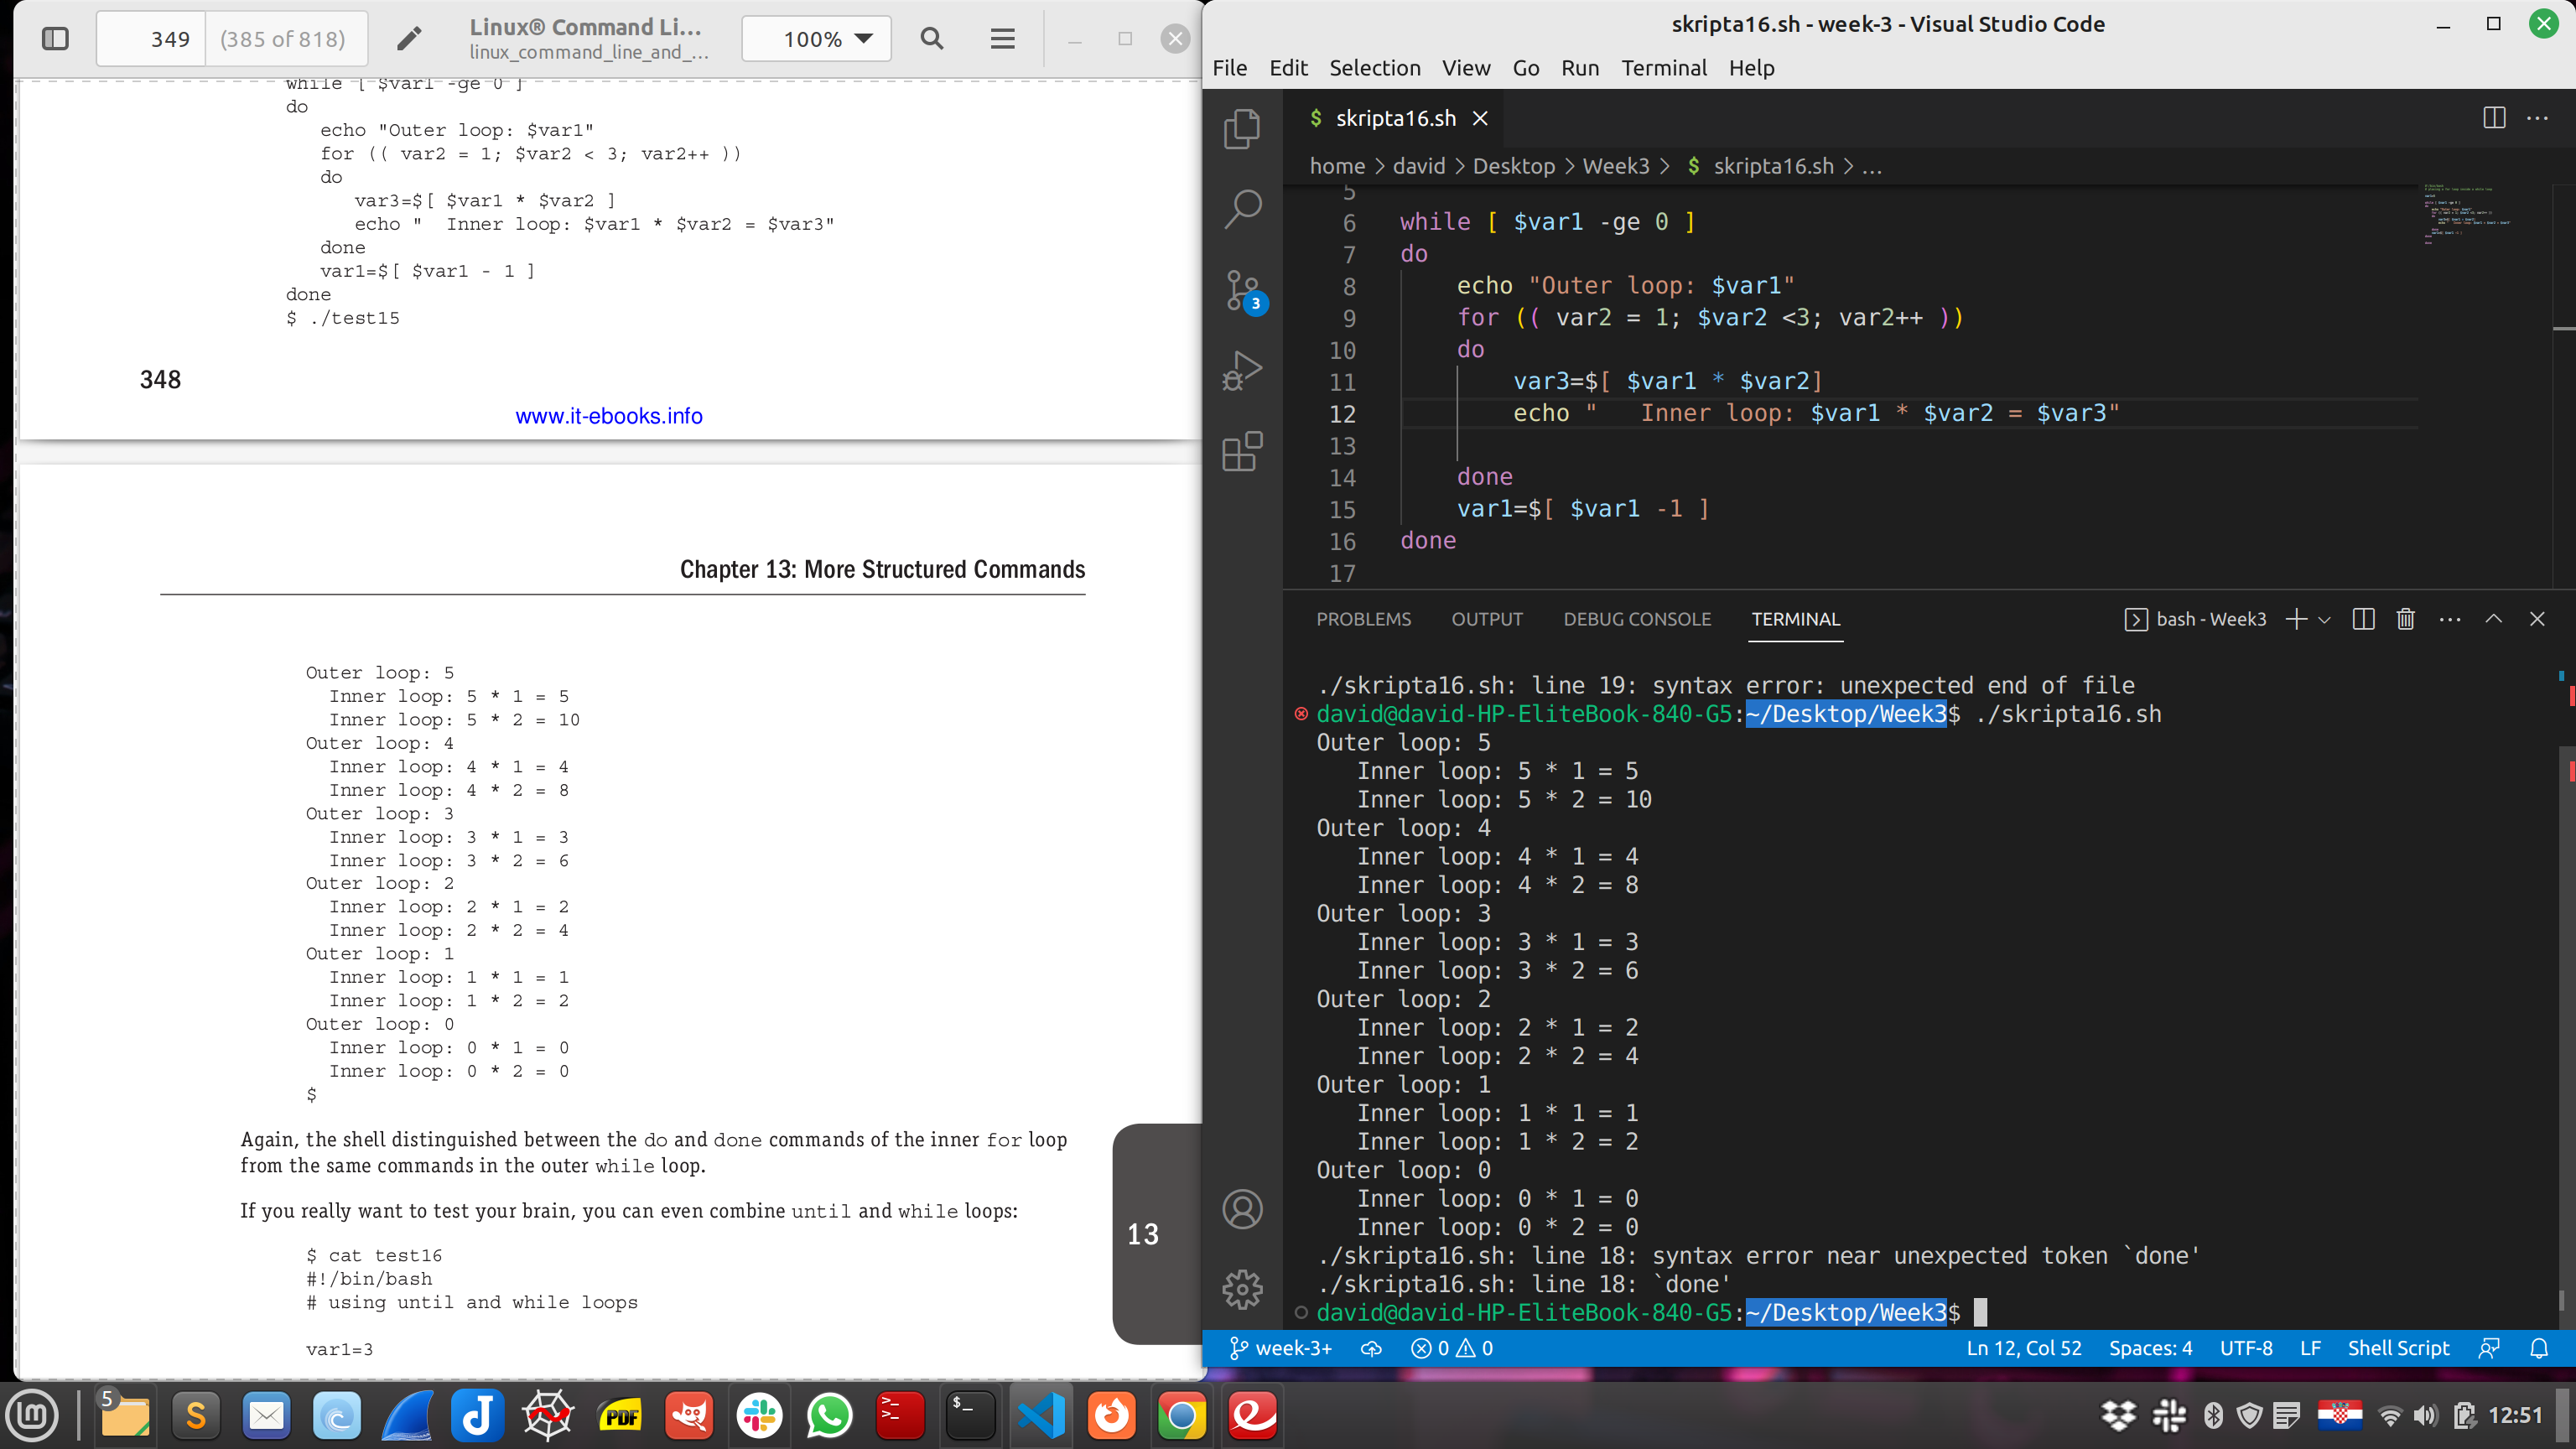 349
(385 of 818)
Linux® Command Li...
linux_command_line_and_...
100%
while [ $var1 -ge 0 ]
do
echo "Outer loop: $var1"
for (( var2 = 1; $var2 < 3; var2++ ))
do
var3=$[ $var1 * $var2 ]
echo "  Inner loop: $var1 * $var2 = $var3"
done
var1=$[ $var1 - 1 ]
done
$ ./test15
348
www.it-ebooks.info
Chapter 13: More Structured Commands
Outer loop: 5
Inner loop: 5 * 1 = 5
Inner loop: 5 * 2 = 10
Outer loop: 4
Inner loop: 4 * 1 = 4
Inner loop: 4 * 2 = 8
Outer loop: 3
Inner loop: 3 * 1 = 3
Inner loop: 3 * 2 = 6
Outer loop: 2
Inner loop: 2 * 1 = 2
Inner loop: 2 * 2 = 4
Outer loop: 1
Inner loop: 1 * 1 = 1
Inner loop: 1 * 2 = 2
Outer loop: 0
Inner loop: 0 * 1 = 0
Inner loop: 0 * 2 = 0
$
Again, the shell distinguished between the do and done commands of the inner for loop
from the same commands in the outer while loop.
If you really want to test your brain, you can even combine until and while loops:
$ cat test16
#!/bin/bash
# using until and while loops
var1=3
13
skripta16.sh - week-3 - Visual Studio Code
File Edit Selection View Go Run Terminal Help
$ skripta16.sh
home > david > Desktop > Week3 > $ skripta16.sh > ...
3
5
6 while [ $var1 -ge 0 ]
7 do
8 echo "Outer loop: $var1"
9 for (( var2 = 1; $var2 <3; var2++ ))
10 do
11 var3=$[ $var1 * $var2]
12 echo "   Inner loop: $var1 * $var2 = $var3"
13
14 done
15 var1=$[ $var1 -1 ]
16 done
17
PROBLEMS OUTPUT DEBUG CONSOLE TERMINAL
bash - Week3
./skripta16.sh: line 19: syntax error: unexpected end of file
david@david-HP-EliteBook-840-G5:~/Desktop/Week3$ ./skripta16.sh
Outer loop: 5
Inner loop: 5 * 1 = 5
Inner loop: 5 * 2 = 10
Outer loop: 4
Inner loop: 4 * 1 = 4
Inner loop: 4 * 2 = 8
Outer loop: 3
Inner loop: 3 * 1 = 3
Inner loop: 3 * 2 = 6
Outer loop: 2
Inner loop: 2 * 1 = 2
Inner loop: 2 * 2 = 4
Outer loop: 1
Inner loop: 1 * 1 = 1
Inner loop: 1 * 2 = 2
Outer loop: 0
Inner loop: 0 * 1 = 0
Inner loop: 0 * 2 = 0
./skripta16.sh: line 18: syntax error near unexpected token `done'
./skripta16.sh: line 18: `done'
david@david-HP-EliteBook-840-G5:~/Desktop/Week3$
week-3+ 0 0 Ln 12, Col 52 Spaces: 4 UTF-8 LF Shell Script
5
S
J
PDF
$_
12:51